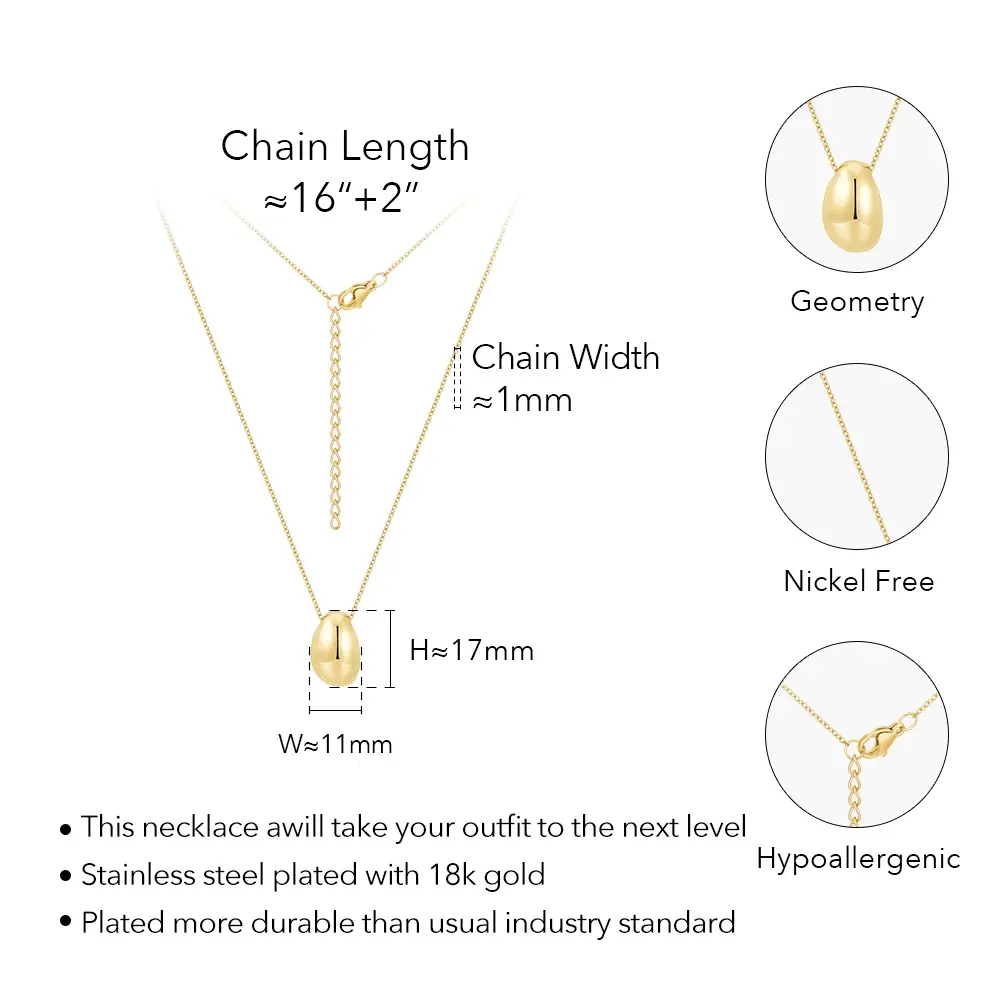 Chain Length
≈16“+2”
Chain Width
≈1mm
H≈17mm
W≈11mm
Geometry
Nickel Free
Hypoallergenic
• This necklace awill take your outfit to the next level
• Stainless steel plated with 18k gold
• Plated more durable than usual industry standard